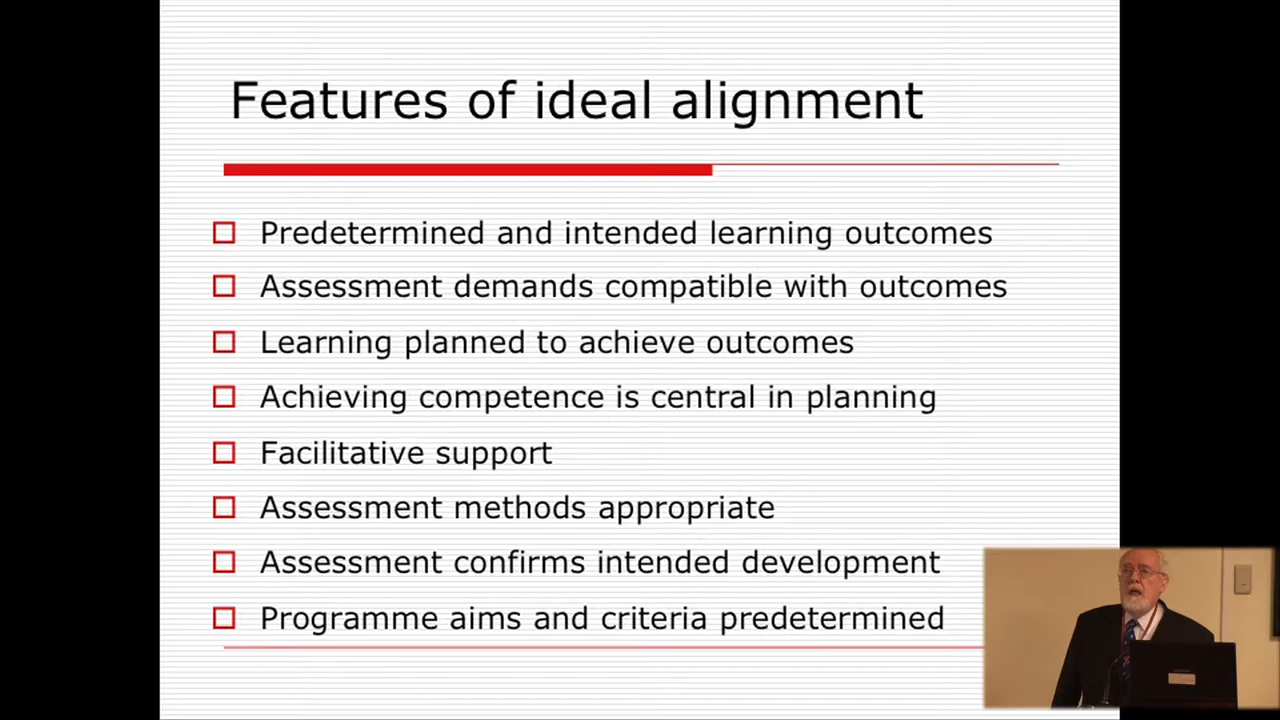 Features of ideal alignment
Predetermined and intended learning outcomes
Assessment demands compatible with outcomes
Learning planned to achieve outcomes
Achieving competence is central in planning
Facilitative support
Assessment methods appropriate
Assessment confirms intended development
Programme aims and criteria predetermined